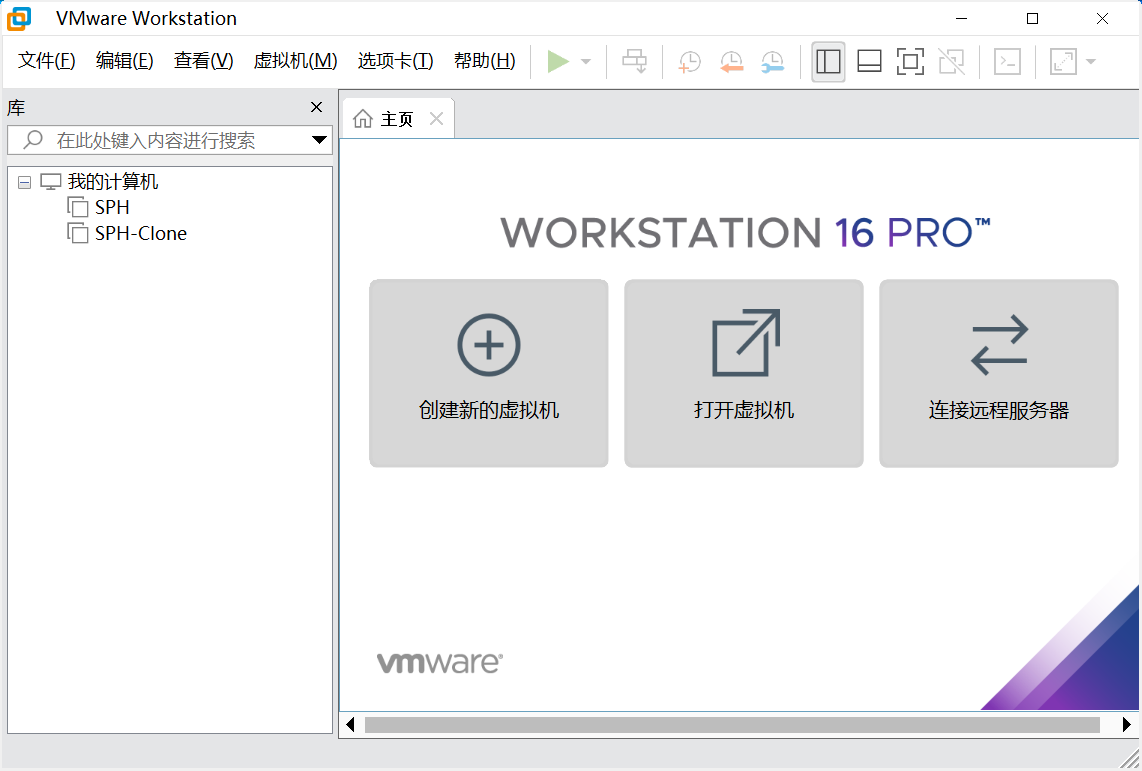 VMware Workstation
文件(F) 编辑(E) 查看(V) 虚拟机(M) 选项卡(T) 帮助(H)
库
主页
在此处键入内容进行搜索
我的计算机
SPH
SPH-Clone
WORKSTATION 16 PRO™
创建新的虚拟机 打开虚拟机 连接远程服务器
vmware®